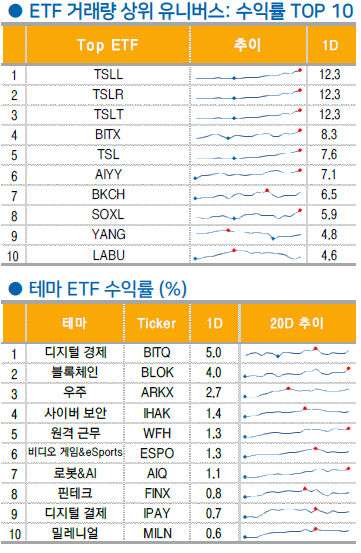 ● ETF 거래량 상위 유니버스: 수익률 TOP 10
Top ETF 추이 1D
1 TSLL 12.3
2 TSLR 12.3
3 TSLT 12.3
4 BITX 8.3
5 TSL 7.6
6 AIYY 7.1
7 BKCH 6.5
8 SOXL 5.9
9 YANG 4.8
10 LABU 4.6
● 테마 ETF 수익률 (%)
테마 Ticker 1D 20D 추이
1 디지털 경제 BITQ 5.0
2 블록체인 BLOK 4.0
3 우주 ARKX 2.7
4 사이버 보안 IHAK 1.4
5 원격 근무 WFH 1.3
6 비디오 게임&eSports ESPO 1.3
7 로봇&AI AIQ 1.1
8 핀테크 FINX 0.8
9 디지털 결제 IPAY 0.7
10 밀레니얼 MILN 0.6